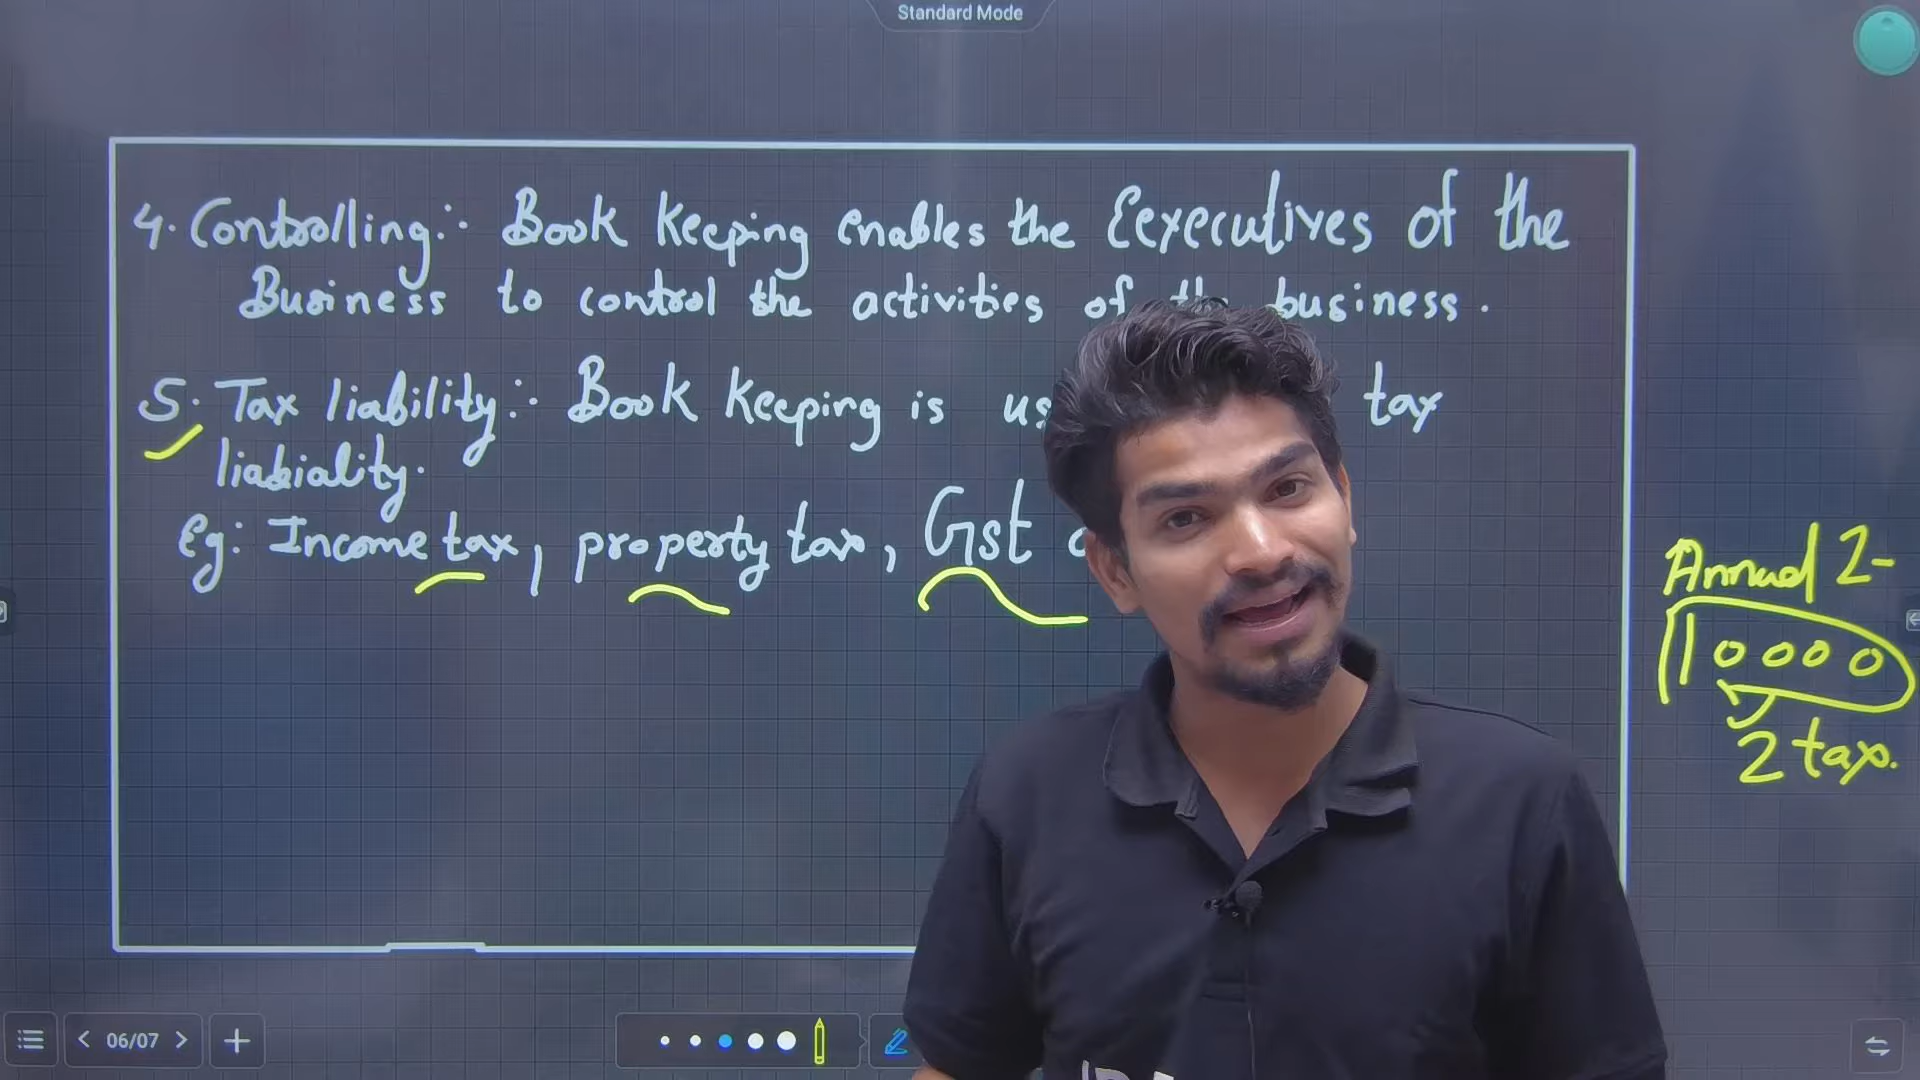 Standard Mode
4. Controlling:- Book Keeping enables the Eexecutives of the
Business to control the activities of the business.
5. Tax liability:- Book Keeping is tax
liabiality.
Eg: Income tax, property tax, Gst
Annual 2-
10000
2 tax.
06/07